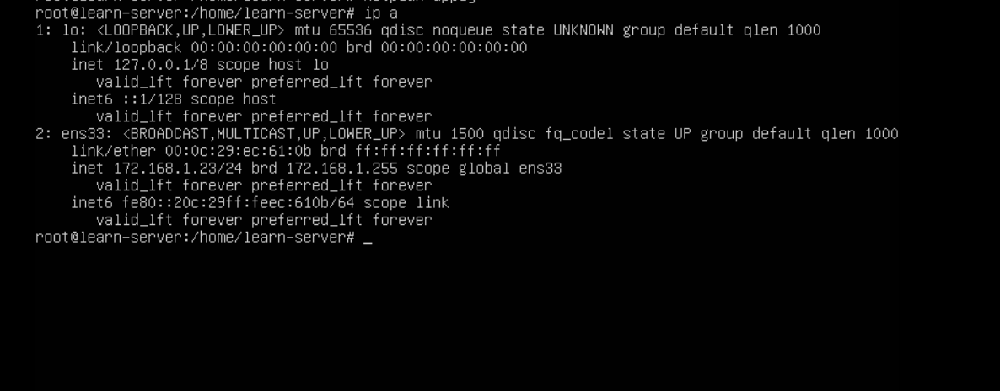 root@learn-server:/home/learn-server# ip a
1: lo: <LOOPBACK,UP,LOWER_UP> mtu 65536 qdisc noqueue state UNKNOWN group default qlen 1000
link/loopback 00:00:00:00:00:00 brd 00:00:00:00:00:00
inet 127.0.0.1/8 scope host lo
valid_lft forever preferred_lft forever
inet6 ::1/128 scope host
valid_lft forever preferred_lft forever
2: ens33: <BROADCAST,MULTICAST,UP,LOWER_UP> mtu 1500 qdisc fq_codel state UP group default qlen 1000
link/ether 00:0c:29:ec:61:0b brd ff:ff:ff:ff:ff:ff
inet 172.168.1.23/24 brd 172.168.1.255 scope global ens33
valid_lft forever preferred_lft forever
inet6 fe80::20c:29ff:feec:610b/64 scope link
valid_lft forever preferred_lft forever
root@learn-server:/home/learn-server# _